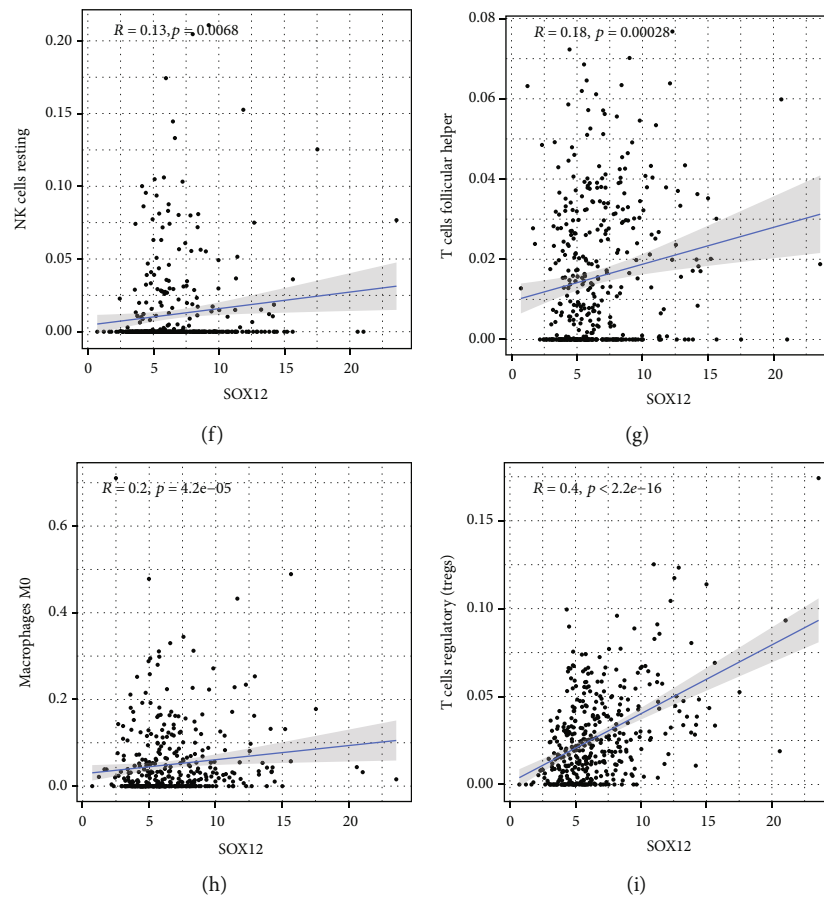 R = 0.13, p = 0.0068
0.20
0.15
0.10
0.05
0.00
NK cells resting
0 5 10 15 20
SOX12
(f)
R = 0.18, p = 0.00028
0.08
0.06
0.04
0.02
0.00
T cells follicular helper
0 5 10 15 20
SOX12
(g)
R = 0.2, p = 4.2e−05
0.6
0.4
0.2
0.0
Macrophages M0
0 5 10 15 20
SOX12
(h)
R = 0.4, p < 2.2e−16
0.15
0.10
0.05
0.00
T cells regulatory (tregs)
0 5 10 15 20
SOX12
(i)